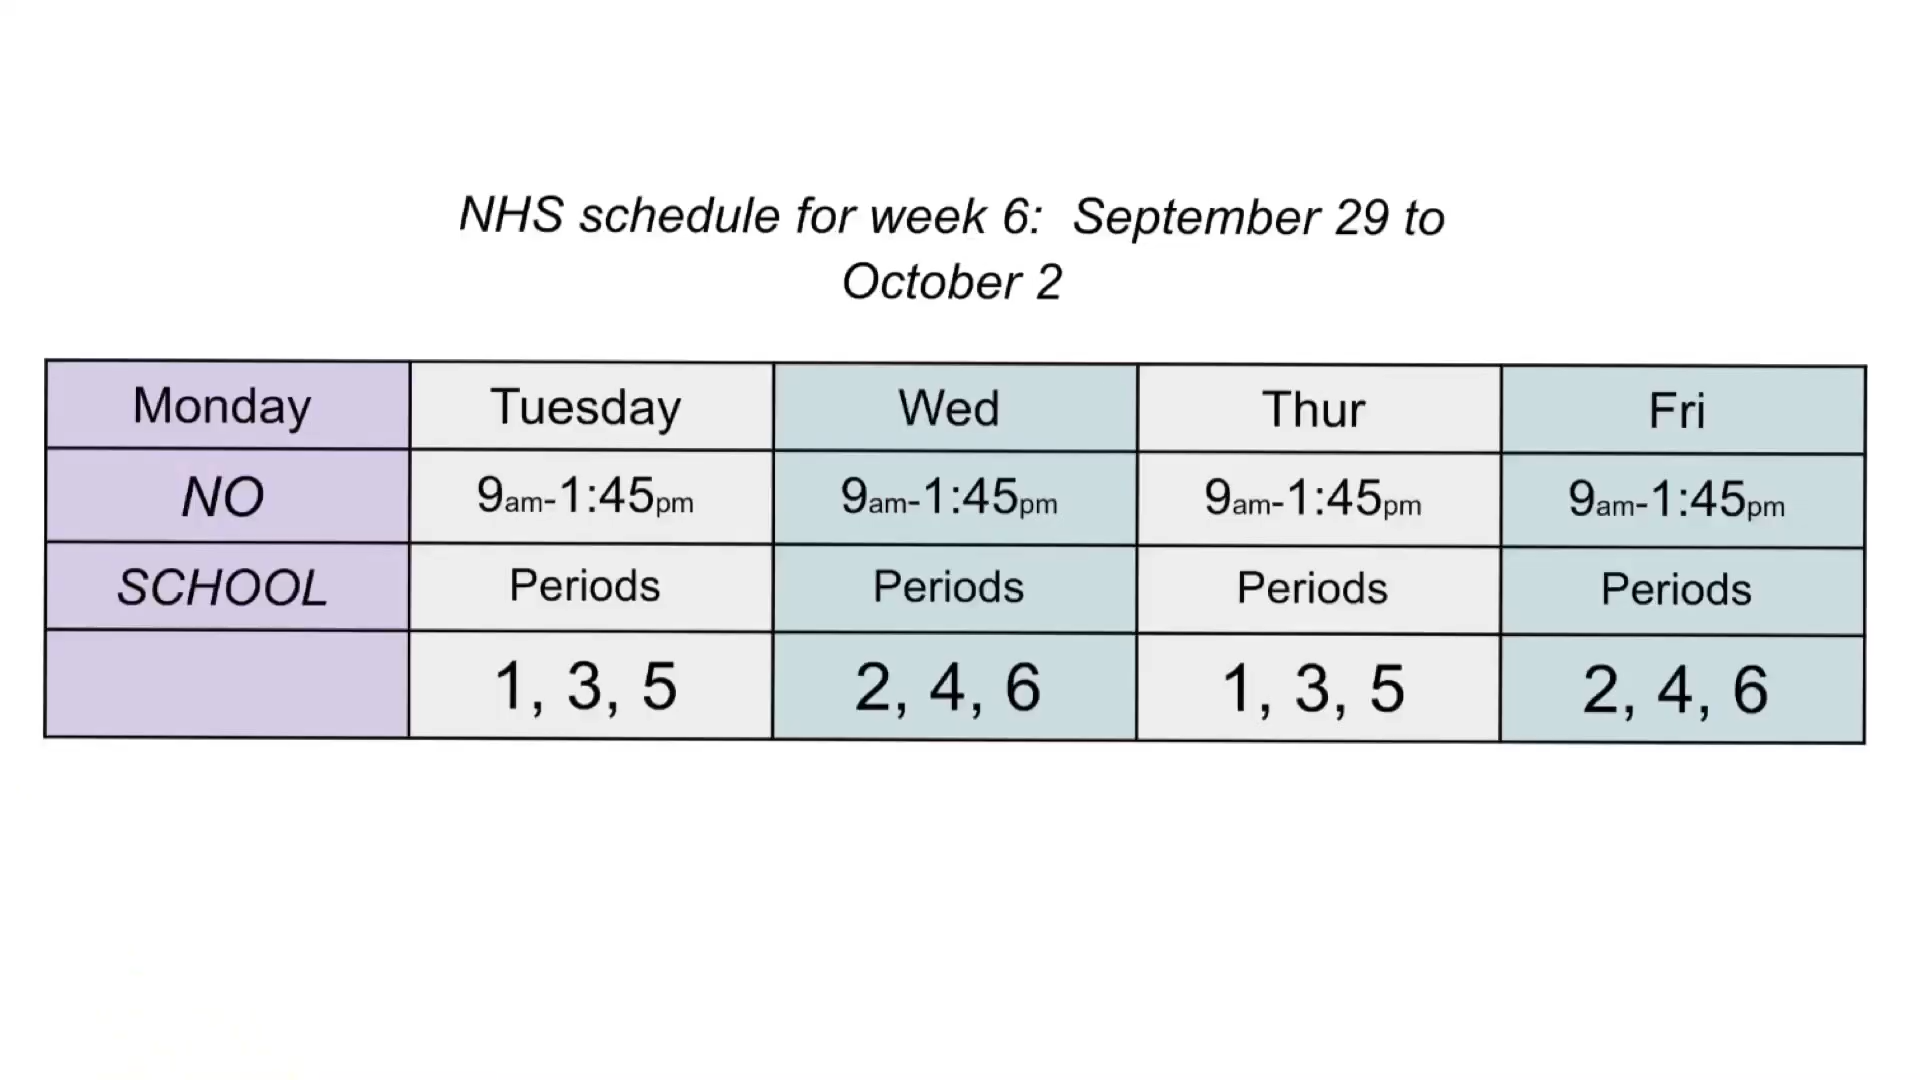 NHS schedule for week 6:  September 29 to
October 2
Monday Tuesday Wed Thur Fri
NO 9am-1:45pm 9am-1:45pm 9am-1:45pm 9am-1:45pm
SCHOOL Periods Periods Periods Periods
1, 3, 5 2, 4, 6 1, 3, 5 2, 4, 6